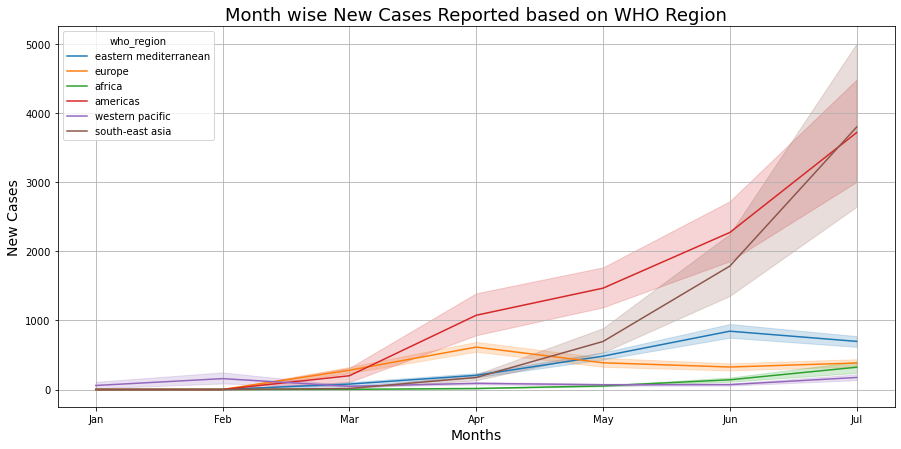 Month wise New Cases Reported based on WHO Region
who_region
eastern mediterranean
europe
africa
americas
western pacific
south-east asia
New Cases
5000
4000
3000
2000
1000
0
Jan Feb Mar Apr May Jun Jul
Months